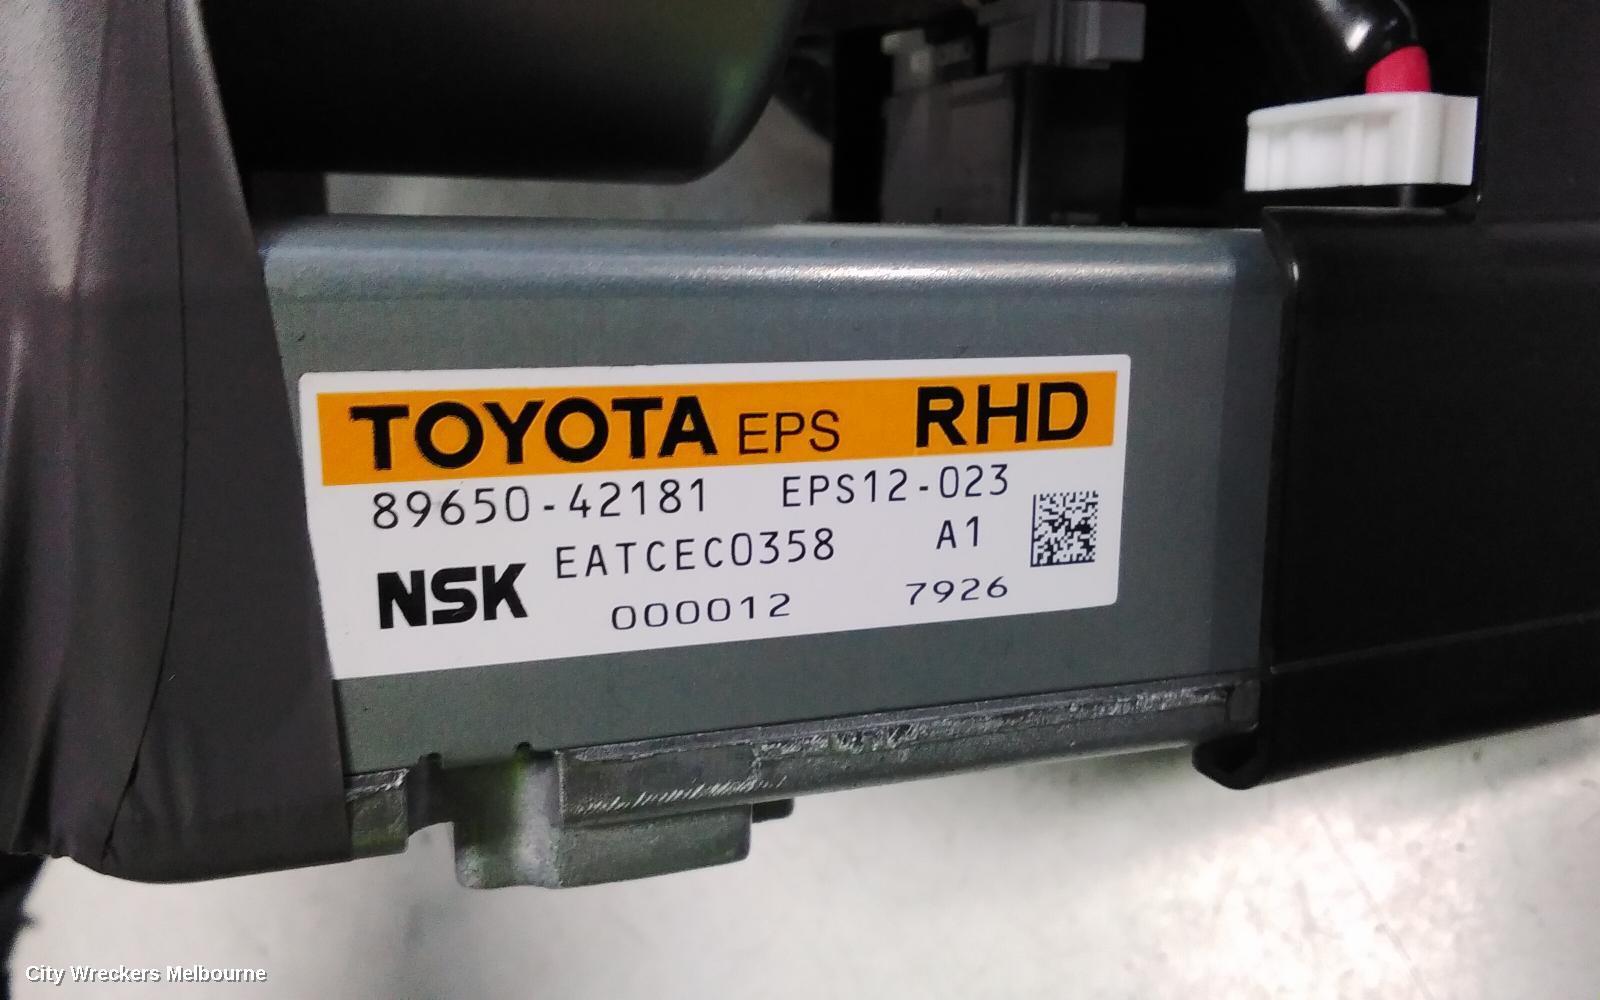 TOYOTA EPS RHD
89650-42181 EPS12-023
NSK EATCEC0358 A1
000012 7926
City Wreckers Melbourne